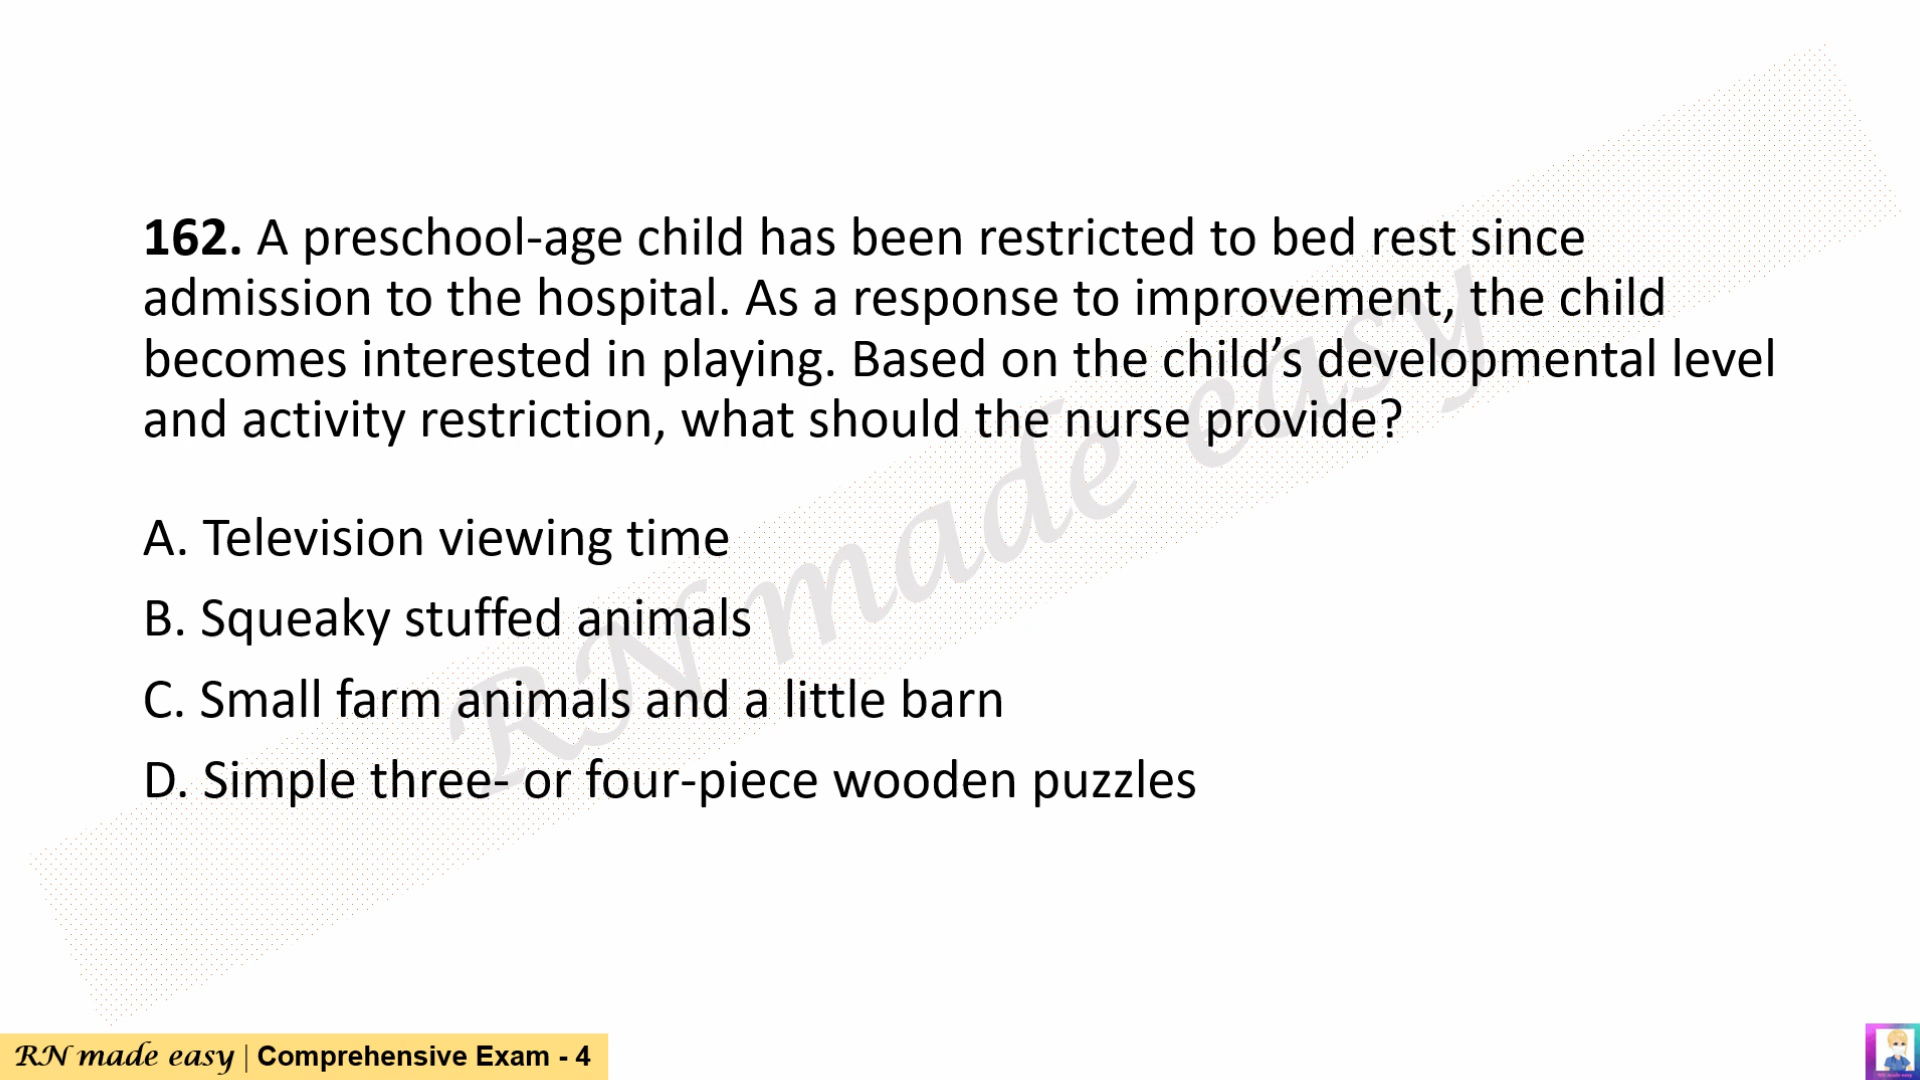 162. A preschool-age child has been restricted to bed rest since
admission to the hospital. As a response to improvement, the child
becomes interested in playing. Based on the child’s developmental level
and activity restriction, what should the nurse provide?
A. Television viewing time
B. Squeaky stuffed animals
C. Small farm animals and a little barn
D. Simple three- or four-piece wooden puzzles
RN made easy
RN made easy | Comprehensive Exam - 4
RN made easy